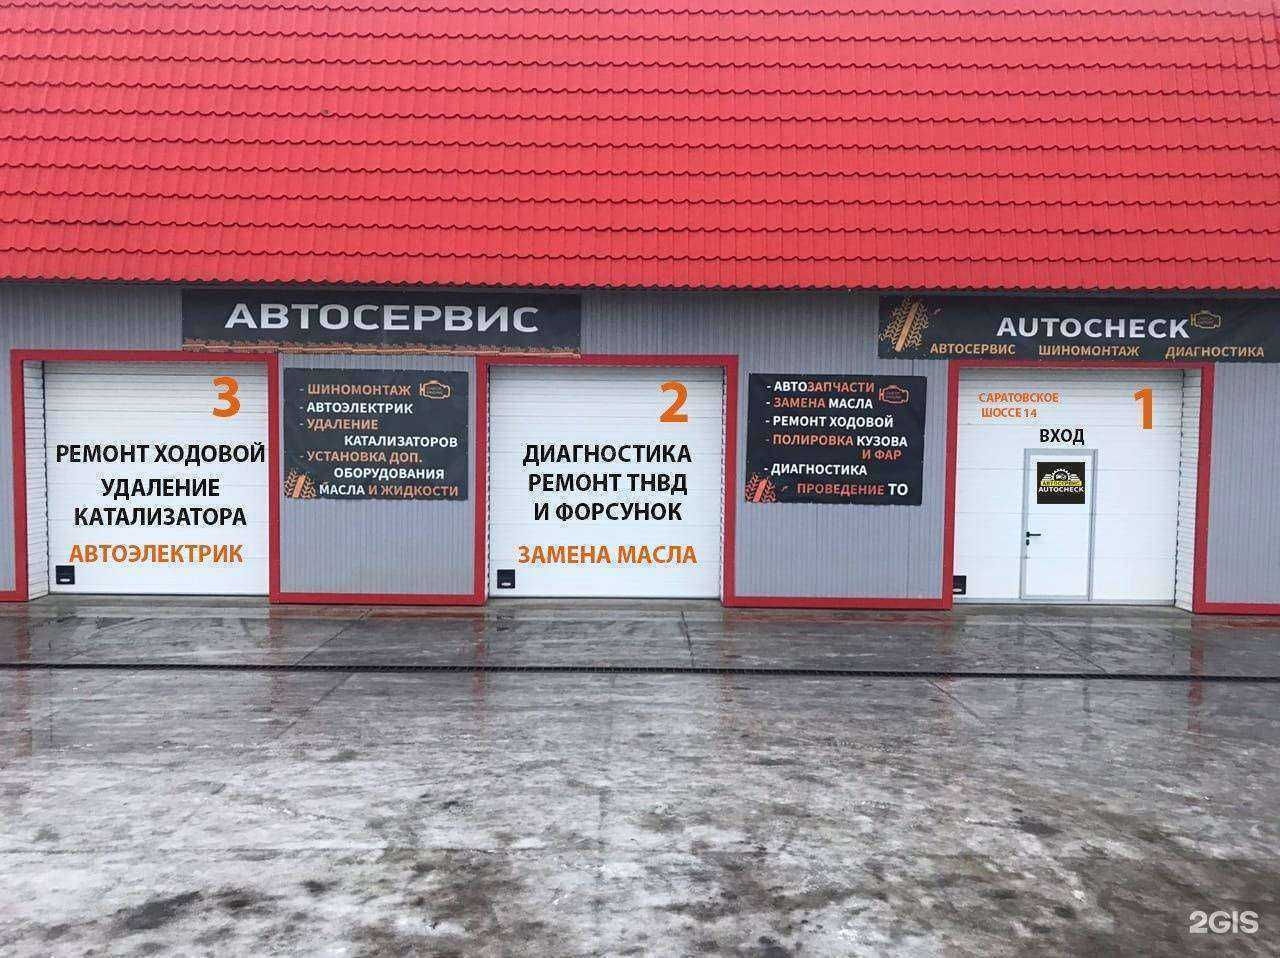 АВТОСЕРВИС
AUTOCHECK
АВТОСЕРВИС ШИНОМОНТАЖ ДИАГНОСТИКА
3
РЕМОНТ ХОДОВОЙ
УДАЛЕНИЕ
КАТАЛИЗАТОРА
АВТОЭЛЕКТРИК
- ШИНОМОНТАЖ
- АВТОЭЛЕКТРИК
- УДАЛЕНИЕ
КАТАЛИЗАТОРОВ
- УСТАНОВКА ДОП.
ОБОРУДОВАНИЯ
МАСЛА И ЖИДКОСТИ
2
ДИАГНОСТИКА
РЕМОНТ ТНВД
И ФОРСУНОК
ЗАМЕНА МАСЛА
- АВТОЗАПЧАСТИ
- ЗАМЕНА МАСЛА
- РЕМОНТ ХОДОВОЙ
- ПОЛИРОВКА КУЗОВА
И ФАР
- ДИАГНОСТИКА
- ПРОВЕДЕНИЕ ТО
САРАТОВСКОЕ
ШОССЕ 14
1
ВХОД
АВТОСЕРВИС
AUTOCHECK
2GIS